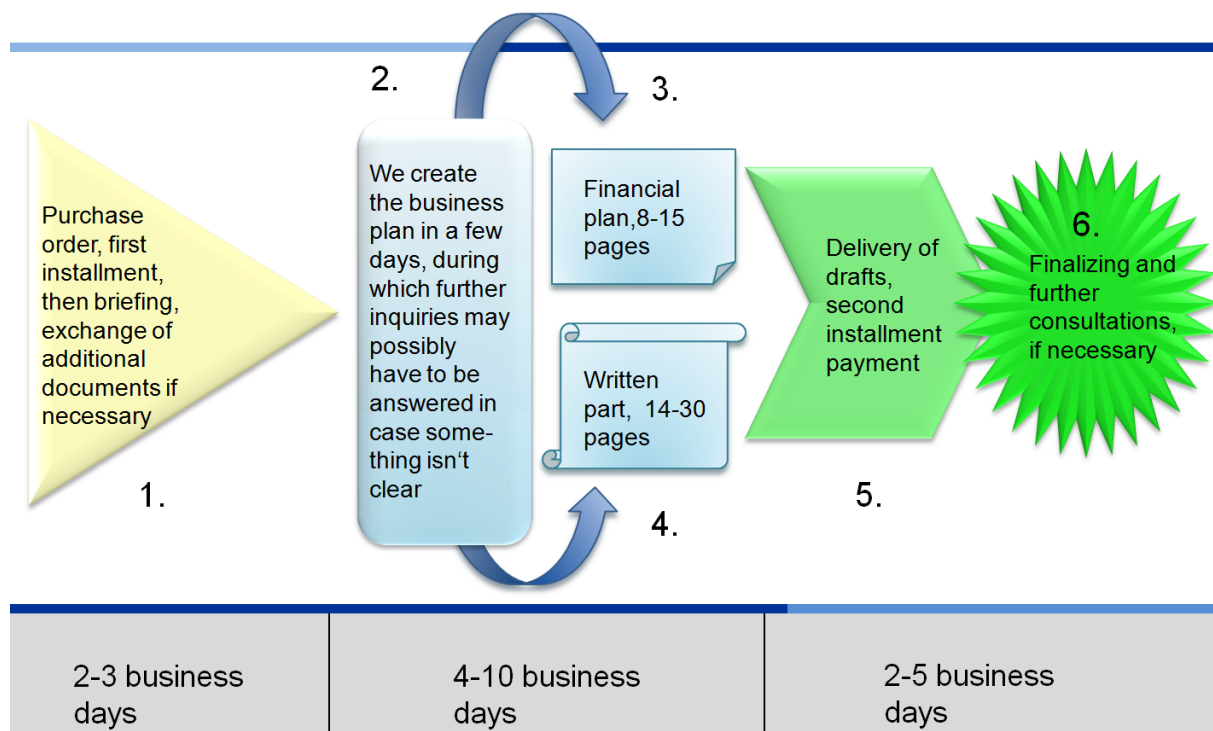 1.
Purchase
order, first
installment,
then briefing,
exchange of
additional
documents if
necessary
2.
We create
the business
plan in a few
days, during
which further
inquiries may
possibly
have to be
answered in
case some-
thing isn‘t
clear
3.
Financial
plan,8-15
pages
4.
Written
part, 14-30
pages
5.
Delivery of
drafts,
second
installment
payment
6.
Finalizing and
further
consultations,
if necessary
2-3 business
days
4-10 business
days
2-5 business
days